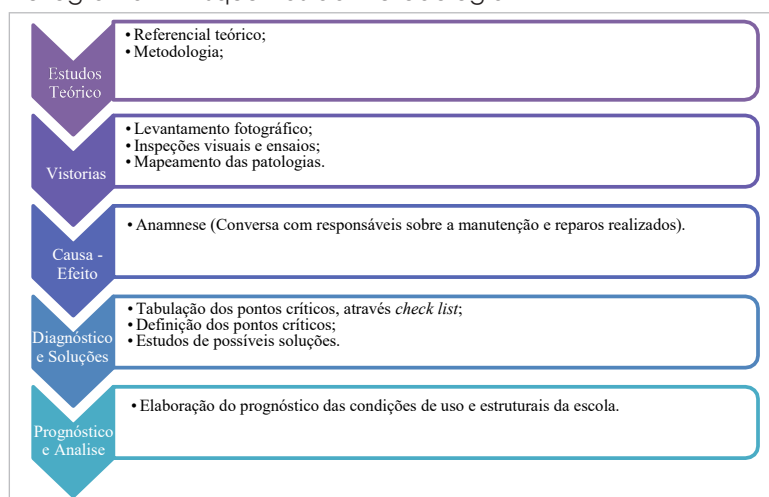 Estudos
Teórico
• Referencial teórico;
• Metodologia;
Vistorias
• Levantamento fotográfico;
• Inspeções visuais e ensaios;
• Mapeamento das patologias.
Causa -
Efeito
• Anamnese (Conversa com responsáveis sobre a manutenção e reparos realizados).
Diagnóstico
e Soluções
• Tabulação dos pontos críticos, através check list;
• Definição dos pontos críticos;
• Estudos de possíveis soluções.
Prognóstico
e Analise
• Elaboração do prognóstico das condições de uso e estruturais da escola.